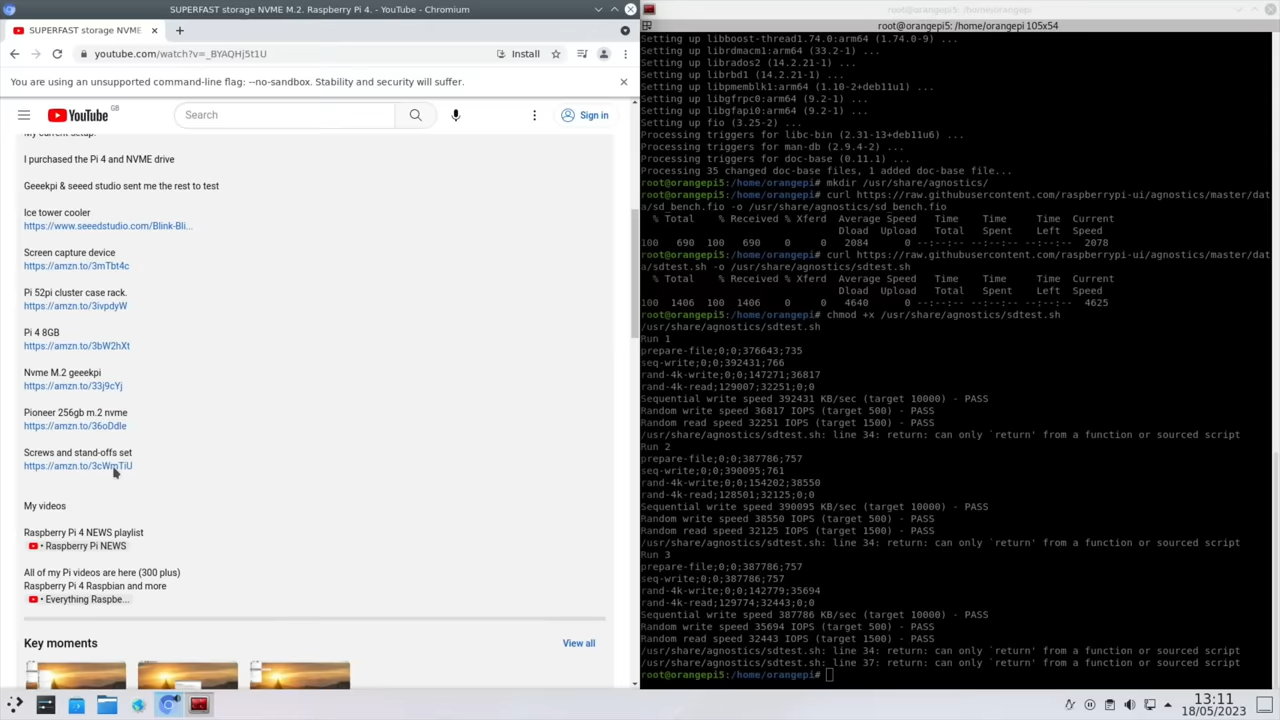 SUPERFAST storage NVME M.2. Raspberry Pi 4. - YouTube - Chromium
SUPERFAST storage NVME
youtube.com/watch?v=_BYAQHj5t1U
Install
You are using an unsupported command-line flag: --no-sandbox. Stability and security will suffer.
YouTube
GB
Search
Sign in
My current setup.
I purchased the Pi 4 and NVME drive
Geeekpi & seeed studio sent me the rest to test
Ice tower cooler
https://www.seeedstudio.com/Blink-Bli...
Screen capture device
https://amzn.to/3mTbt4c
Pi 52pi cluster case rack.
https://amzn.to/3ivpdyW
Pi 4 8GB
https://amzn.to/3bW2hXt
Nvme M.2 geeekpi
https://amzn.to/33j9cYj
Pioneer 256gb m.2 nvme
https://amzn.to/36oDdIe
Screws and stand-offs set
https://amzn.to/3cWmTiU
My videos
Raspberry Pi 4 NEWS playlist
• Raspberry Pi NEWS
All of my Pi videos are here (300 plus)
Raspberry Pi 4 Raspbian and more
• Everything Raspbe...
Key moments
View all
root@orangepi5: /home/orangepi
root@orangepi5: /home/orangepi 105x54
Setting up libboost-thread1.74.0:arm64 (1.74.0-9) ...
Setting up librdmacm1:arm64 (33.2-1) ...
Setting up librados2 (14.2.21-1) ...
Setting up librbd1 (14.2.21-1) ...
Setting up libpmemblk1 (1.10-2+deb11u1) ...
Setting up libgfrpc0:arm64 (9.2-1) ...
Setting up libgfapi0:arm64 (9.2-1) ...
Setting up fio (3.25-2) ...
Processing triggers for libc-bin (2.31-13+deb11u6) ...
Processing triggers for man-db (2.9.4-2) ...
Processing triggers for doc-base (0.11.1) ...
Processing 35 changed doc-base files, 1 added doc-base file...
root@orangepi5:/home/orangepi# mkdir /usr/share/agnostics/
root@orangepi5:/home/orangepi# curl https://raw.githubusercontent.com/raspberrypi-ui/agnostics/master/dat
a/sd_bench.fio -o /usr/share/agnostics/sd_bench.fio
% Total % Received % Xferd Average Speed Time Time Time Current
Dload Upload Total Spent Left Speed
100 690 100 690 0 0 2084 0 --:--:-- --:--:-- --:--:-- 2078
root@orangepi5:/home/orangepi# curl https://raw.githubusercontent.com/raspberrypi-ui/agnostics/master/dat
a/sdtest.sh -o /usr/share/agnostics/sdtest.sh
% Total % Received % Xferd Average Speed Time Time Time Current
Dload Upload Total Spent Left Speed
100 1406 100 1406 0 0 4640 0 --:--:-- --:--:-- --:--:-- 4625
root@orangepi5:/home/orangepi# chmod +x /usr/share/agnostics/sdtest.sh
/usr/share/agnostics/sdtest.sh
Run 1
prepare-file;0;0;376643;735
seq-write;0;0;392431;766
rand-4k-write;0;0;147271;36817
rand-4k-read;129007;32251;0;0
Sequential write speed 392431 KB/sec (target 10000) - PASS
Random write speed 36817 IOPS (target 500) - PASS
Random read speed 32251 IOPS (target 1500) - PASS
/usr/share/agnostics/sdtest.sh: line 34: return: can only `return' from a function or sourced script
Run 2
prepare-file;0;0;387786;757
seq-write;0;0;390095;761
rand-4k-write;0;0;154202;38550
rand-4k-read;128501;32125;0;0
Sequential write speed 390095 KB/sec (target 10000) - PASS
Random write speed 38550 IOPS (target 500) - PASS
Random read speed 32125 IOPS (target 1500) - PASS
/usr/share/agnostics/sdtest.sh: line 34: return: can only `return' from a function or sourced script
Run 3
prepare-file;0;0;387786;757
seq-write;0;0;387786;757
rand-4k-write;0;0;142779;35694
rand-4k-read;129774;32443;0;0
Sequential write speed 387786 KB/sec (target 10000) - PASS
Random write speed 35694 IOPS (target 500) - PASS
Random read speed 32443 IOPS (target 1500) - PASS
/usr/share/agnostics/sdtest.sh: line 34: return: can only `return' from a function or sourced script
/usr/share/agnostics/sdtest.sh: line 37: return: can only `return' from a function or sourced script
root@orangepi5:/home/orangepi#
13:11
18/05/2023